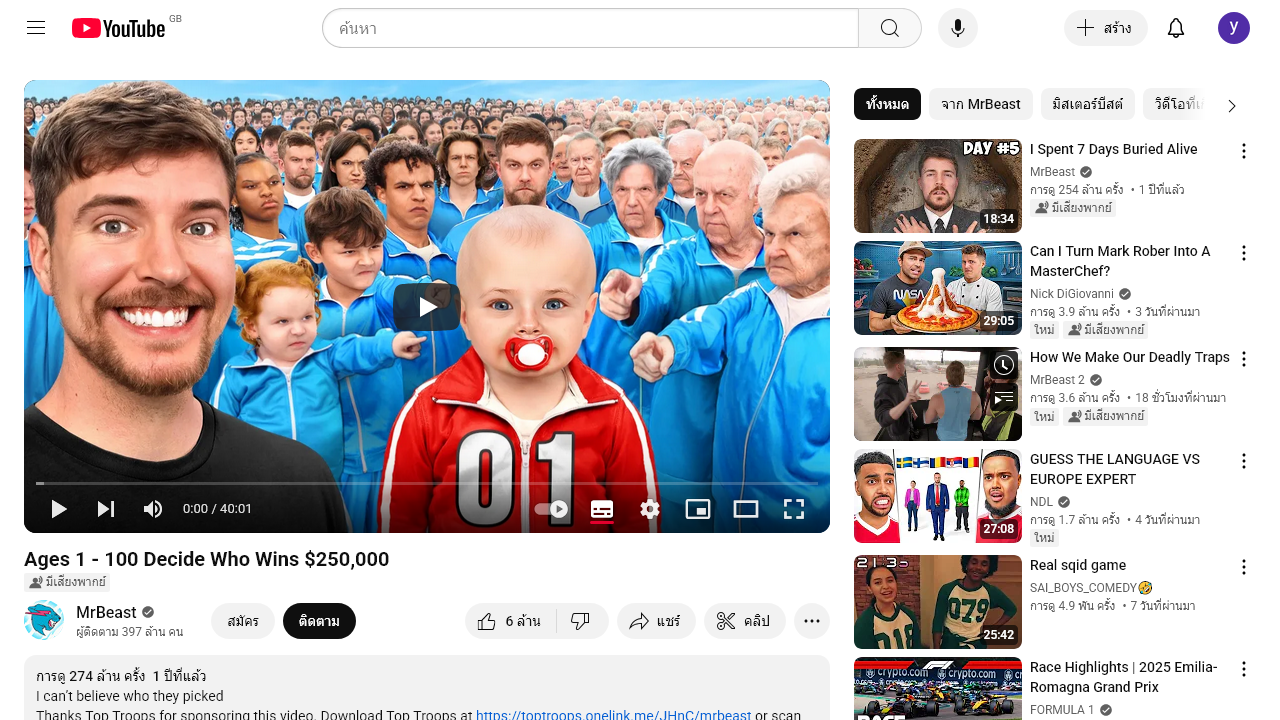 YouTube GB
ค้นหา
สร้าง
y
01
0:00 / 40:01
Ages 1 - 100 Decide Who Wins $250,000
มีเสียงพากย์
MrBeast
ผู้ติดตาม 397 ล้าน คน
สมัคร
ติดตาม
6 ล้าน
แชร์
คลิป
การดู 274 ล้าน ครั้ง 1 ปีที่แล้ว
I can't believe who they picked
Thanks Top Troops for sponsoring this video. Download Top Troops at https://toptroops.onelink.me/JHnC/mrbeast or scan
ทั้งหมด
จาก MrBeast
มิสเตอร์บีสต์
วิดีโอที่เ
DAY #5
18:34
I Spent 7 Days Buried Alive
MrBeast
การดู 254 ล้าน ครั้ง • 1 ปีที่แล้ว
มีเสียงพากย์
NASA
29:05
Can I Turn Mark Rober Into A
MasterChef?
Nick DiGiovanni
การดู 3.9 ล้าน ครั้ง • 3 วันที่ผ่านมา
ใหม่
มีเสียงพากย์
How We Make Our Deadly Traps
MrBeast 2
การดู 3.6 ล้าน ครั้ง • 18 ชั่วโมงที่ผ่านมา
ใหม่
มีเสียงพากย์
27:08
GUESS THE LANGUAGE VS
EUROPE EXPERT
NDL
การดู 1.7 ล้าน ครั้ง • 4 วันที่ผ่านมา
ใหม่
079
25:42
Real sqid game
SAI_BOYS_COMEDY🤣
การดู 4.9 พัน ครั้ง • 7 วันที่ผ่านมา
crypto.com
crypto.com
RACE
Race Highlights | 2025 Emilia-
Romagna Grand Prix
FORMULA 1